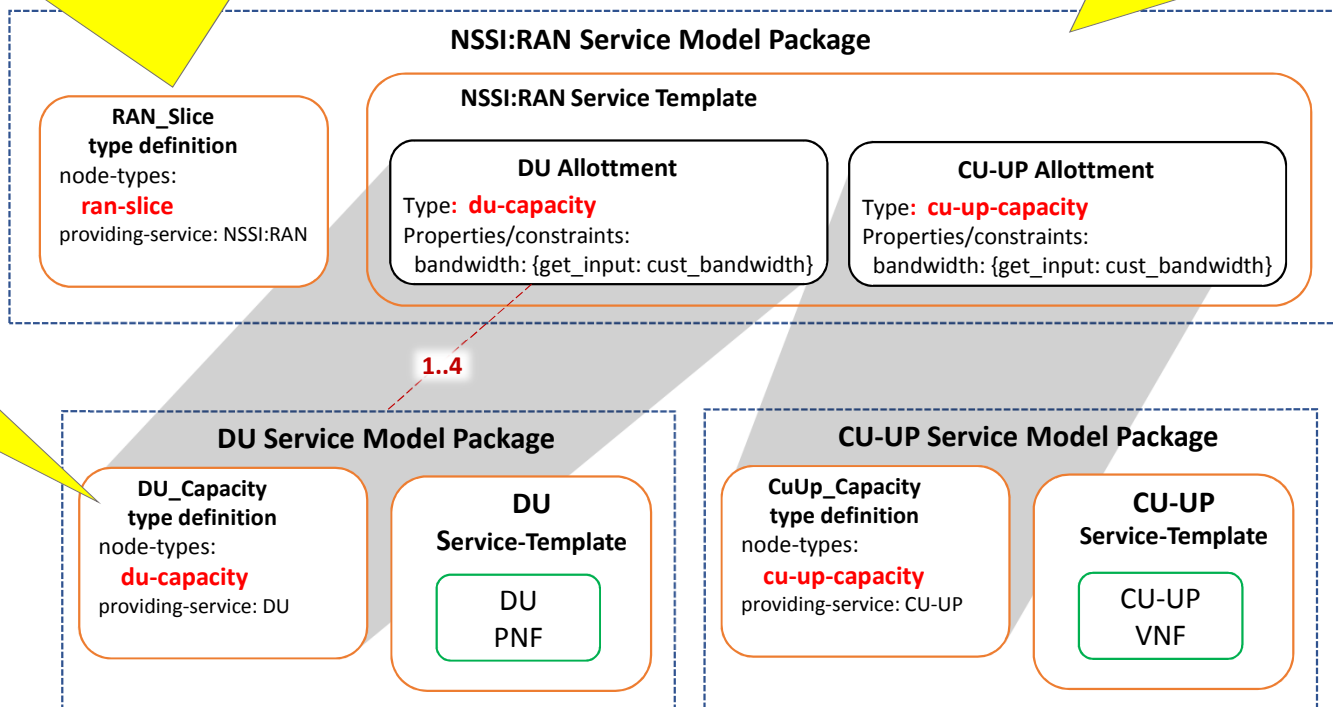 NSSI:RAN Service Model Package
RAN_Slice
type definition
node-types:
ran-slice
providing-service: NSSI:RAN
NSSI:RAN Service Template
DU Allottment
Type: du-capacity
Properties/constraints:
bandwidth: {get_input: cust_bandwidth}
CU-UP Allottment
Type: cu-up-capacity
Properties/constraints:
bandwidth: {get_input: cust_bandwidth}
1..4
DU Service Model Package
DU_Capacity
type definition
node-types:
du-capacity
providing-service: DU
DU
Service-Template
DU
PNF
CU-UP Service Model Package
CuUp_Capacity
type definition
node-types:
cu-up-capacity
providing-service: CU-UP
CU-UP
Service-Template
CU-UP
VNF